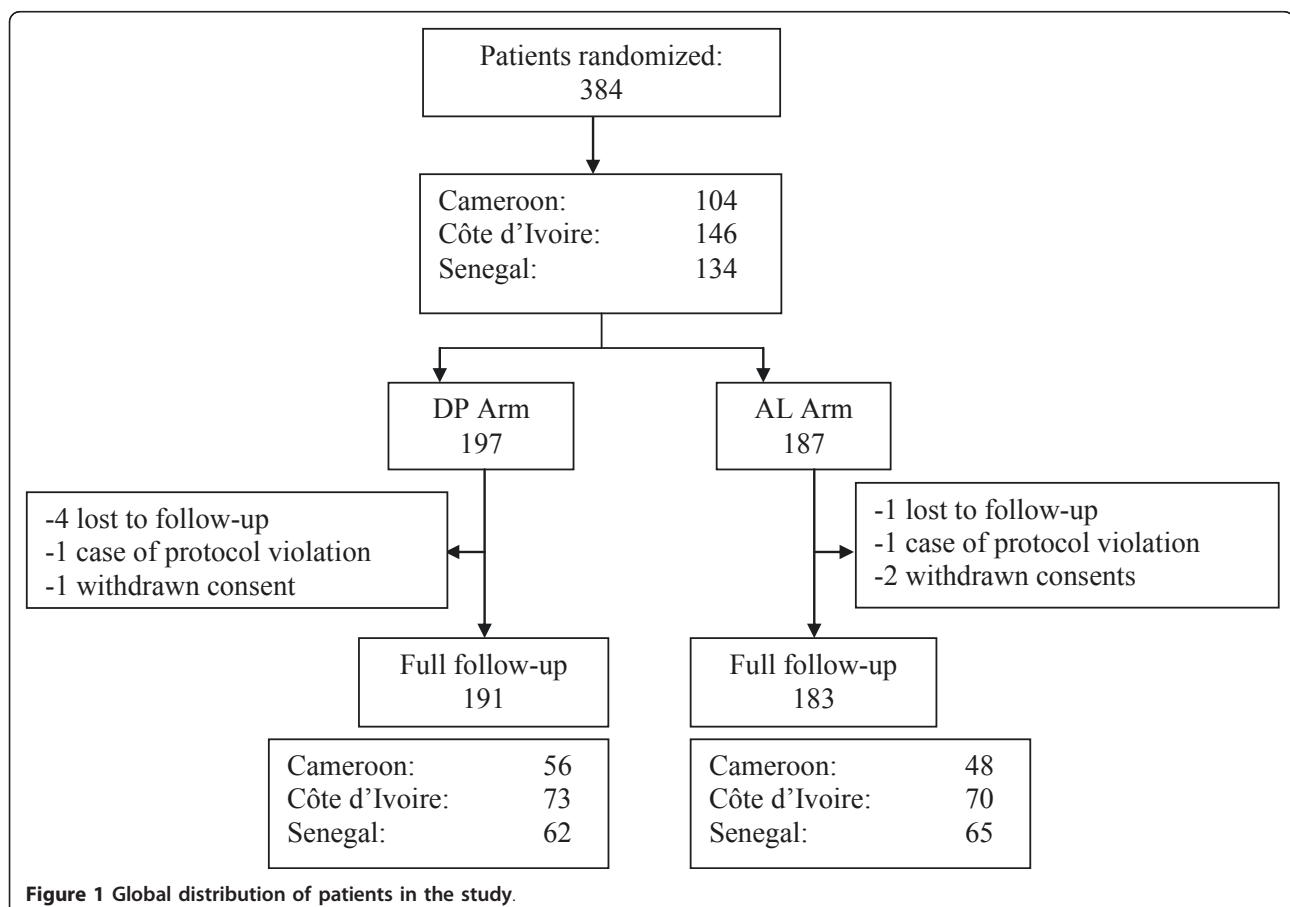 Patients randomized:
384
Cameroon: 104
Côte d’Ivoire: 146
Senegal: 134
DP Arm
197
AL Arm
187
-4 lost to follow-up
-1 case of protocol violation
-1 withdrawn consent
-1 lost to follow-up
-1 case of protocol violation
-2 withdrawn consents
Full follow-up
191
Full follow-up
183
Cameroon: 56
Côte d’Ivoire: 73
Senegal: 62
Cameroon: 48
Côte d’Ivoire: 70
Senegal: 65
Figure 1 Global distribution of patients in the study.